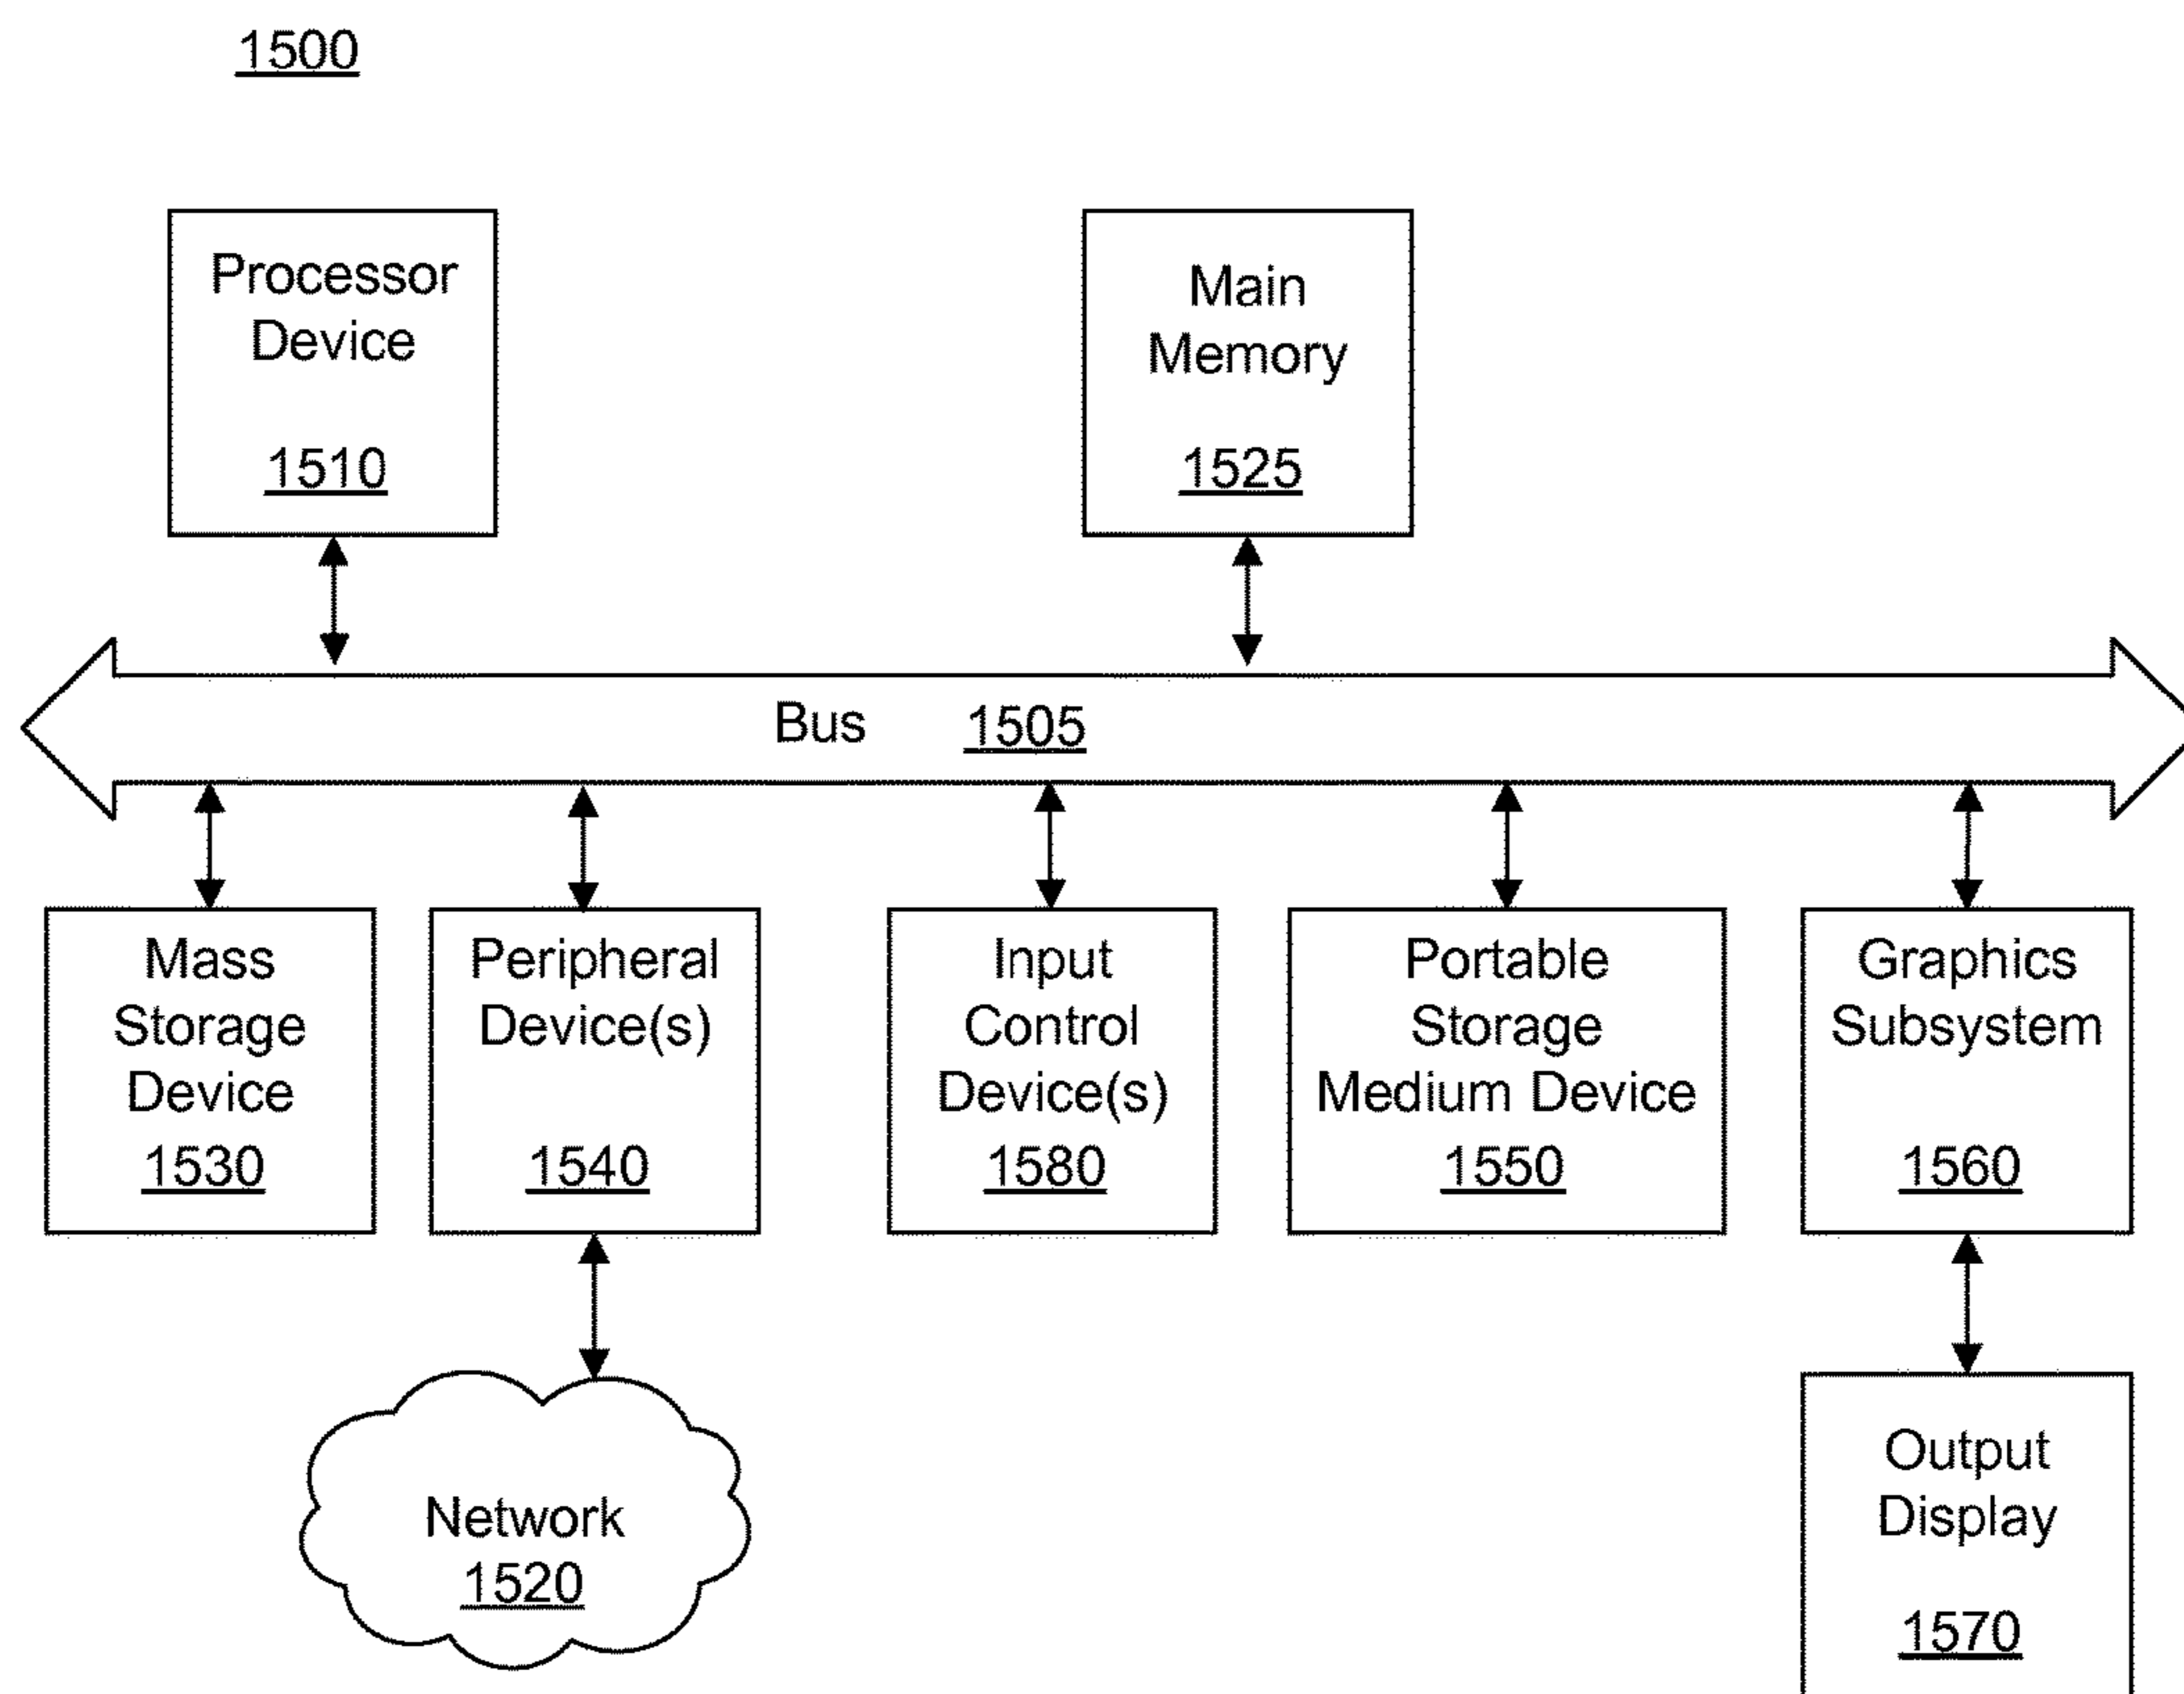 1500
Processor
Device
1510
Main
Memory
1525
Bus 1505
Mass
Storage
Device
1530
Peripheral
Device(s)
1540
Input
Control
Device(s)
1580
Portable
Storage
Medium Device
1550
Graphics
Subsystem
1560
Network
1520
Output
Display
1570